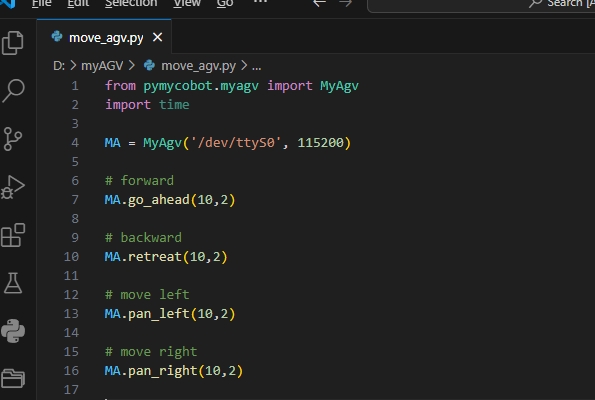 Edit Selection View Go ···
Search [A
move_agv.py
D: > myAGV > move_agv.py > ...
1 from pymycobot.myagv import MyAgv
2 import time
3
4 MA = MyAgv('/dev/ttyS0', 115200)
5
6 # forward
7 MA.go_ahead(10,2)
8
9 # backward
10 MA.retreat(10,2)
11
12 # move left
13 MA.pan_left(10,2)
14
15 # move right
16 MA.pan_right(10,2)
17